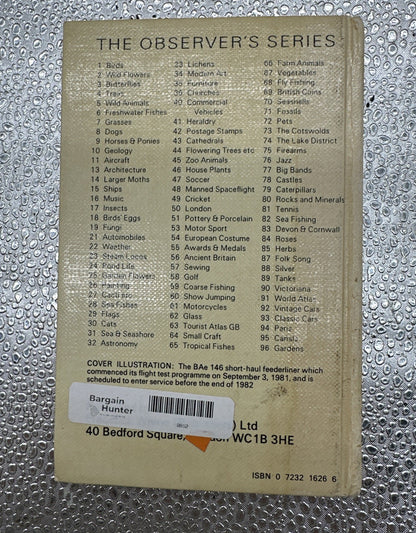 THE OBSERVER'S SERIES
1 Birds
2 Wild Flowers
3 Butterflies
4 Trees
5 Wild Animals
6 Freshwater Fishes
7 Grasses
8 Dogs
9 Horses & Ponies
10 Geology
11 Aircraft
13 Architecture
14 Larger Moths
15 Ships
16 Music
17 Insects
18 Birds' Eggs
19 Fungi
21 Automobiles
22 Weather
23 Steam Locos
24 Pond Life
25 Garden Flowers
26 Painting
27 Cacti etc
28 Sea Fishes
29 Flags
30 Cats
31 Sea & Seashore
32 Astronomy
Lichens
34 Modern Art
Furniture
Churches
40 Commercial
Vehicles
41 Heraldry
42 Postage Stamps
43 Cathedrals
44 Flowering Trees etc
45 Zoo Animals
46 House Plants
47 Soccer
48 Manned Spaceflight
49 Cricket
50 London
51 Pottery & Porcelain
53 Motor Sport
54 European Costume
55 Awards & Medals
56 Ancient Britain
57 Sewing
58 Golf
59 Coarse Fishing
60 Show Jumping
61 Motorcycles
62 Glass
63 Tourist Atlas GB
64 Small Craft
65 Tropical Fishes
66 Farm Animals
67 Vegetables
68 Fly Fishing
69 British Coins
70 Seashells
71 Fossils
72 Pets
73 The Cotswolds
74 The Lake District
75 Firearms
76 Jazz
77 Big Bands
78 Castles
79 Caterpillars
80 Rocks and Minerals
81 Tennis
82 Sea Fishing
83 Devon & Cornwall
84 Roses
85 Herbs
87 Folk Song
88 Silver
89 Tanks
90 Victoriana
91 World Atlas
92 Vintage Cars
93 Classic Cars
94 Paris
95 Canals
96 Gardens
COVER ILLUSTRATION: The BAe 146 short-haul feederliner which
commenced its flight test programme on September 3, 1981, and is
scheduled to enter service before the end of 1982
Bargain
Hunter
) Ltd
40 Bedford Square, WC1B 3HE
ISBN 0 7232 1626 6